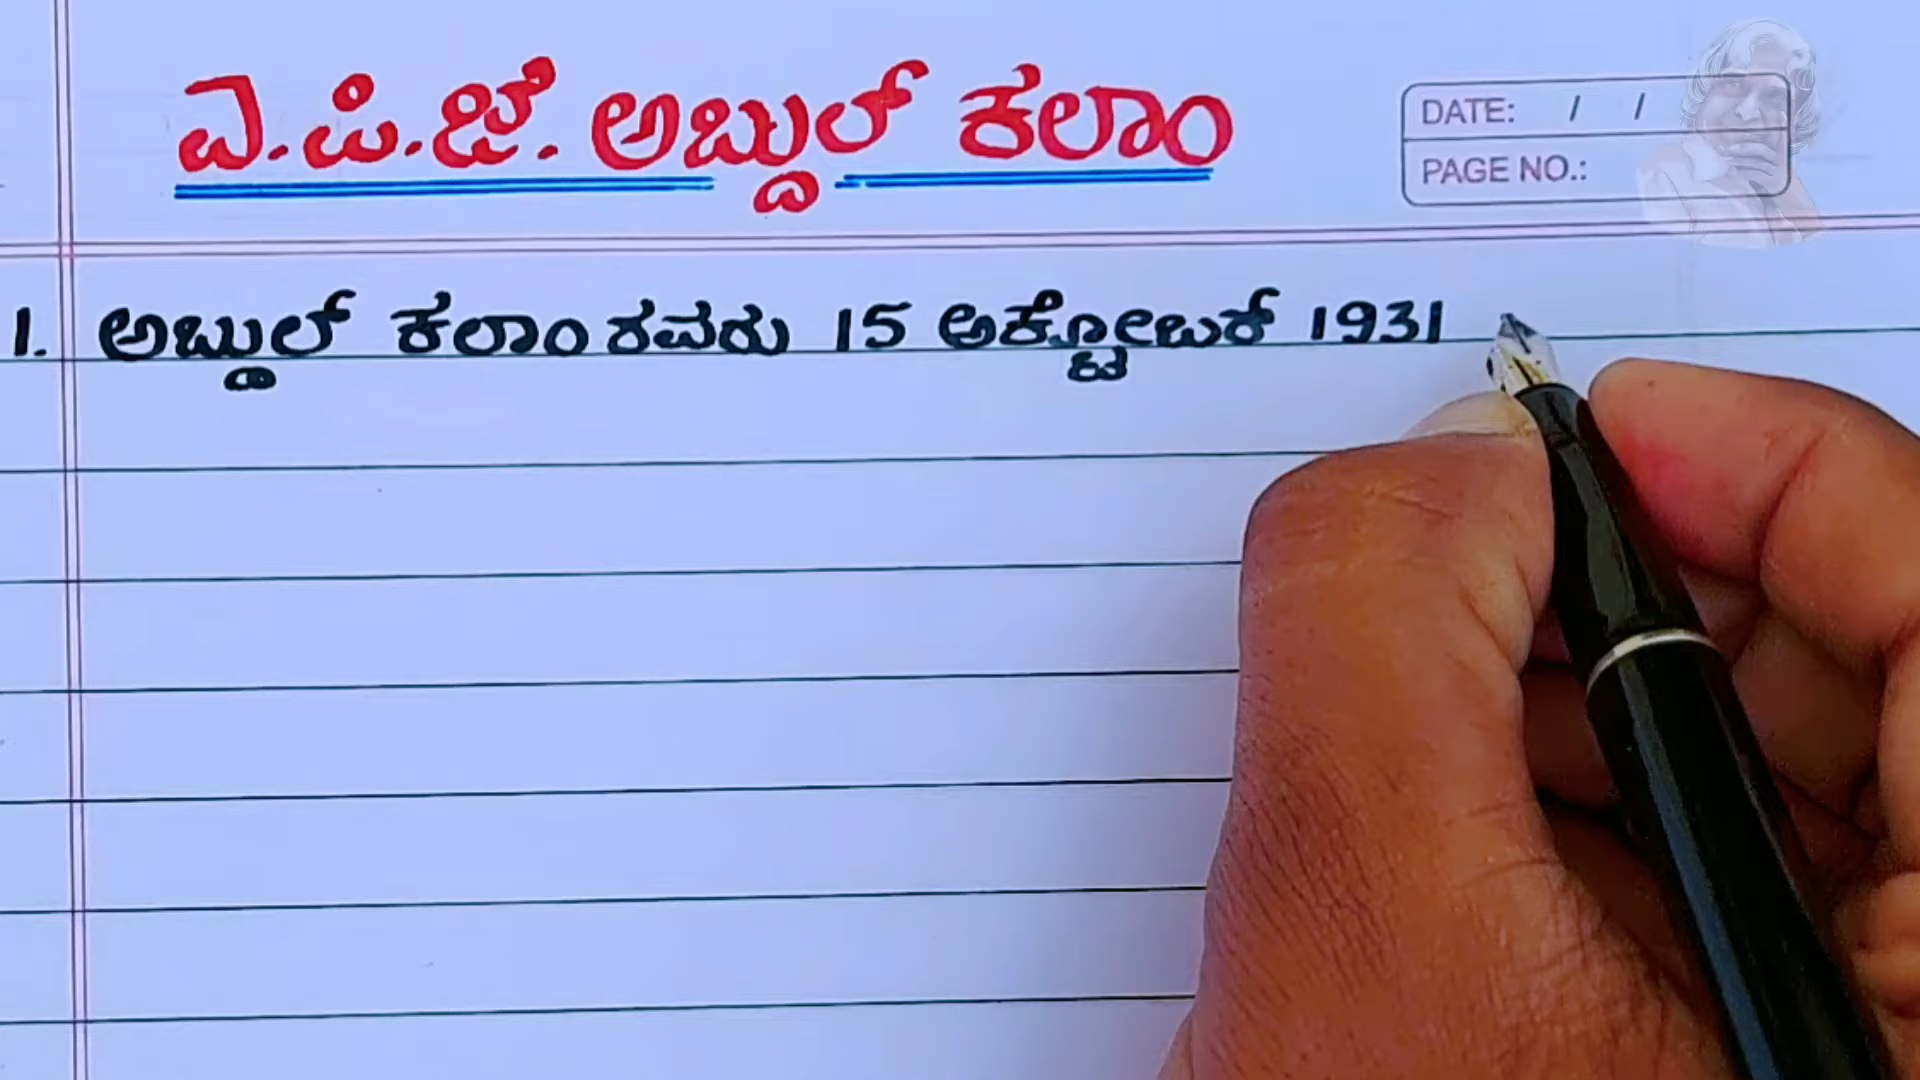 ಎ.ಪಿ.ಜೆ. ಅಬ್ದುಲ್ ಕಲಾಂ
DATE: / /
PAGE NO.:
1. ಅಬ್ದುಲ್ ಕಲಾಂರವರು 15 ಅಕ್ಟೋಬರ್ 1931